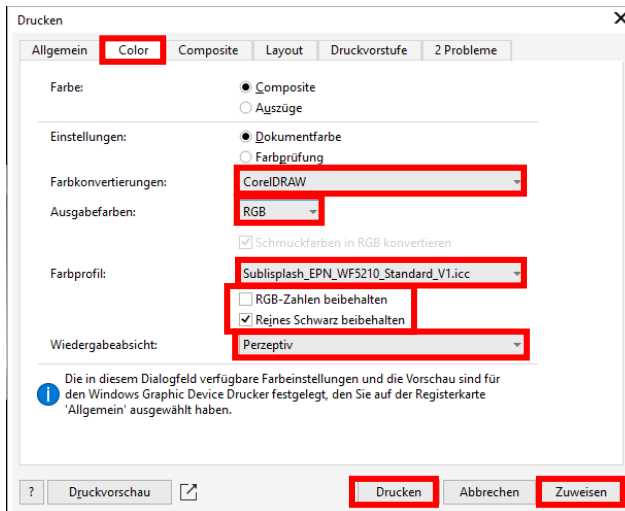 Drucken
Allgemein Color Composite Layout Druckvorstufe 2 Probleme
Farbe: Composite
Auszüge
Einstellungen: Dokumentfarbe
Farbprüfung
Farbkonvertierungen: CorelDRAW
Ausgabefarben: RGB
Schmuckfarben in RGB konvertieren
Farbprofil: Sublisplash_EPN_WF5210_Standard_V1.icc
RGB-Zahlen beibehalten
Reines Schwarz beibehalten
Wiedergabeabsicht: Perzeptiv
Die in diesem Dialogfeld verfügbare Farbeinstellungen und die Vorschau sind für
den Windows Graphic Device Drucker festgelegt, den Sie auf der Registerkarte
'Allgemein' ausgewählt haben.
? Druckvorschau Drucken Abbrechen Zuweisen